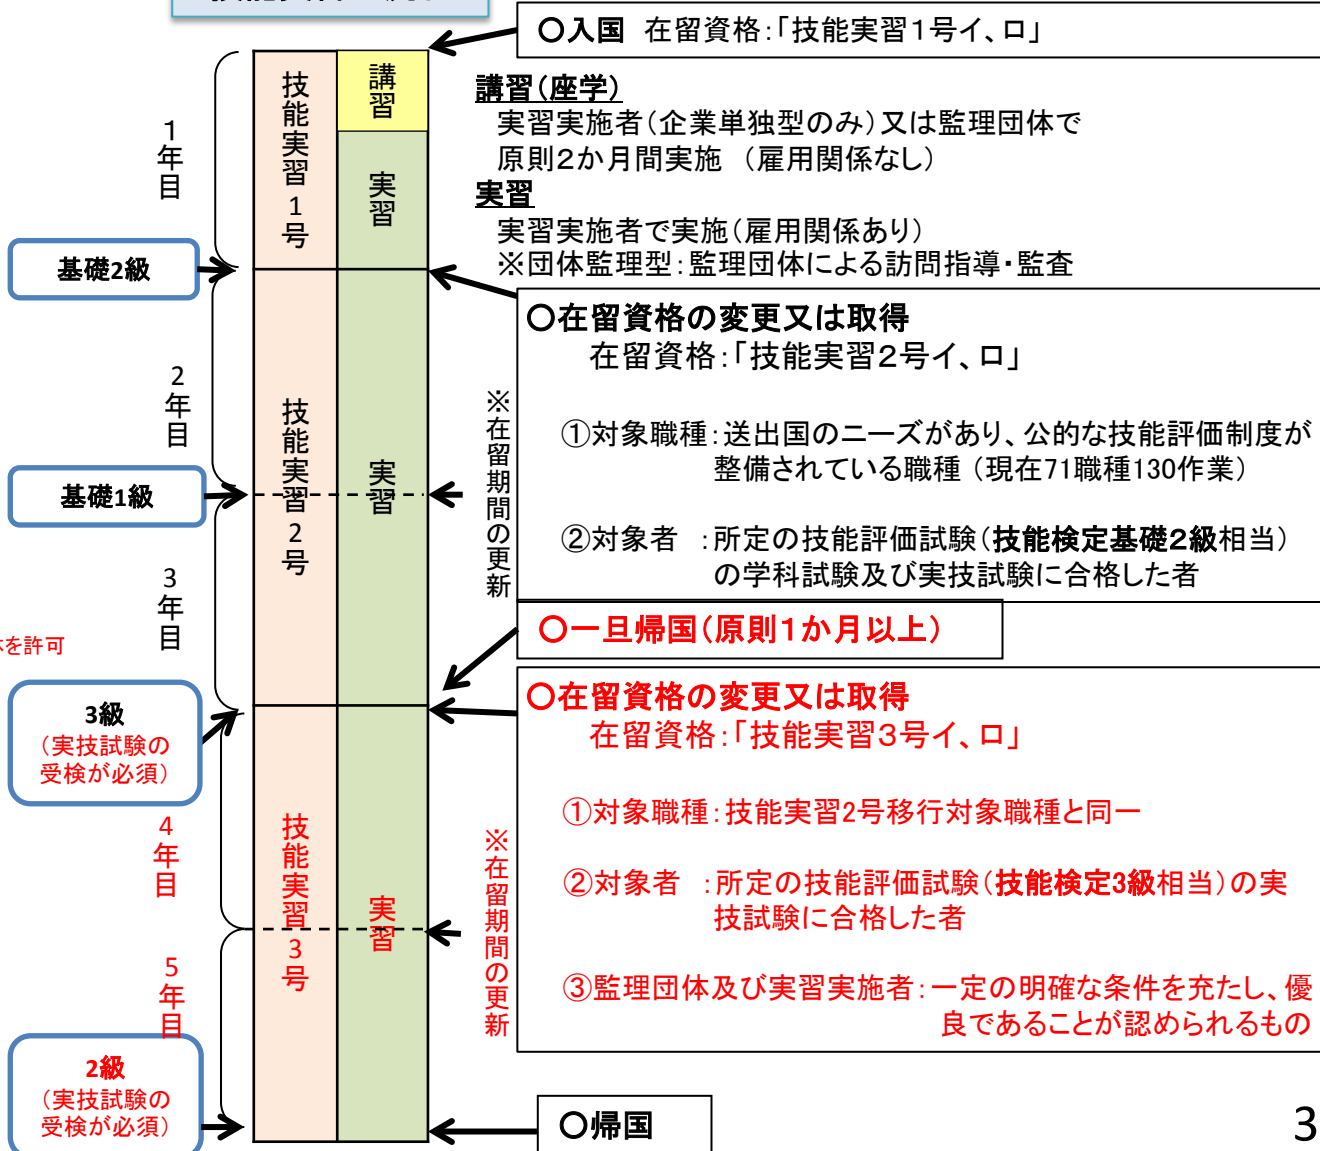 〇入国 在留資格：「技能実習１号イ、ロ」
講習（座学）
実習実施者（企業単独型のみ）又は監理団体で
原則２か月間実施 （雇用関係なし）
実習
実習実施者で実施（雇用関係あり）
※団体監理型：監理団体による訪問指導・監査
１年目
技能実習１号
講習
実習
基礎2級
〇在留資格の変更又は取得
在留資格：「技能実習２号イ、ロ」
①対象職種：送出国のニーズがあり、公的な技能評価制度が
整備されている職種（現在71職種130作業）
②対象者 ：所定の技能評価試験（技能検定基礎２級相当）
の学科試験及び実技試験に合格した者
2年目
技能実習2号
実習
※在留期間の更新
基礎1級
3年目
〇一旦帰国（原則１か月以上）
を許可
3級
（実技試験の
受検が必須）
〇在留資格の変更又は取得
在留資格：「技能実習３号イ、ロ」
①対象職種：技能実習2号移行対象職種と同一
②対象者 ：所定の技能評価試験（技能検定3級相当）の実
技試験に合格した者
③監理団体及び実習実施者：一定の明確な条件を充たし、優
良であることが認められるもの
4年目
技能実習3号
実習
※在留期間の更新
5年目
2級
（実技試験の
受検が必須）
〇帰国
3